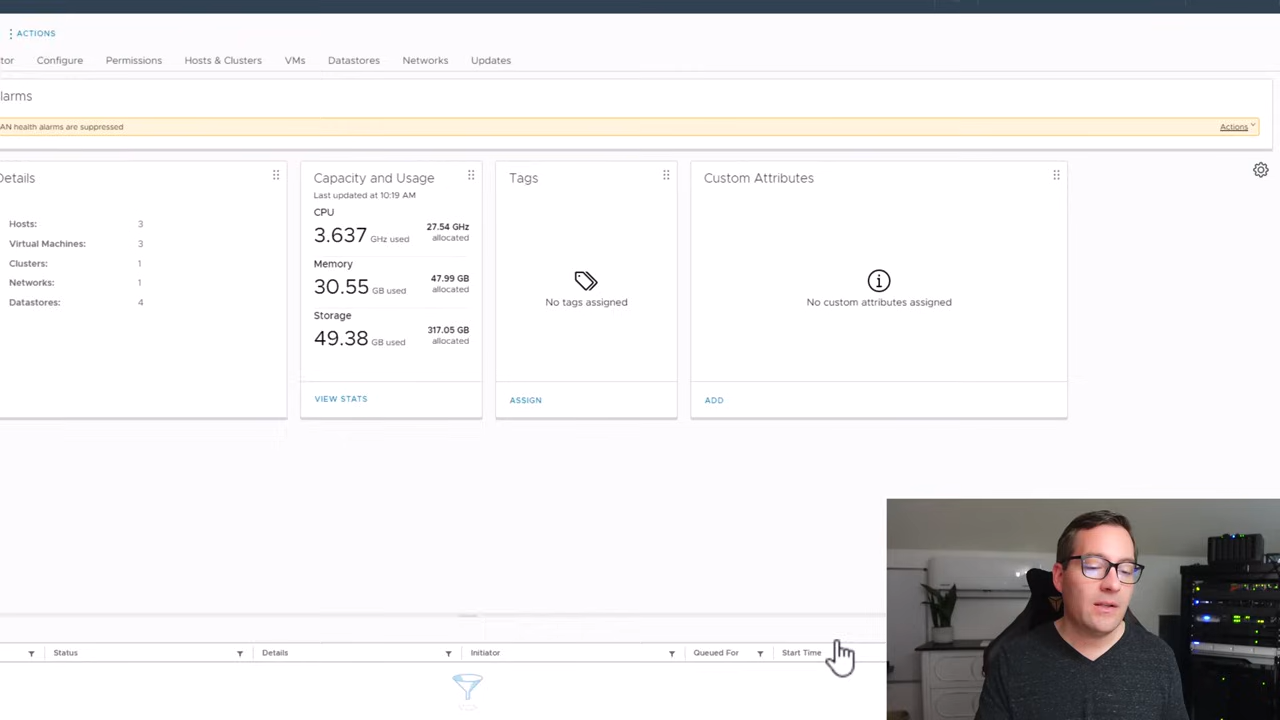 ACTIONS
tor Configure Permissions Hosts & Clusters VMs Datastores Networks Updates
larms
AN health alarms are suppressed Actions
Details
Hosts: 3
Virtual Machines: 3
Clusters: 1
Networks: 1
Datastores: 4
Capacity and Usage
Last updated at 10:19 AM
CPU
3.637 GHz used 27.54 GHz
allocated
Memory
30.55 GB used 47.99 GB
allocated
Storage
49.38 GB used 317.05 GB
allocated
VIEW STATS
Tags
No tags assigned
ASSIGN
Custom Attributes
No custom attributes assigned
ADD
Status Details Initiator Queued For Start Time